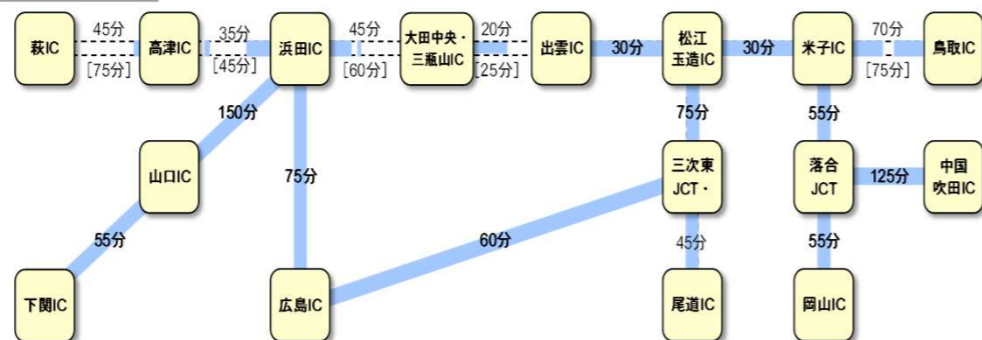 45分
35分
45分
20分
70分
萩IC
高津IC
浜田IC
大田中央・
三瓶山IC
出雲IC
30分
松江
玉造IC
30分
米子IC
鳥取IC
[75分]
[45分]
[60分]
[25分]
[75分]
150分
75分
55分
山口IC
75分
三次東
JCT・
落合
JCT
125分
中国
吹田IC
55分
60分
45分
55分
下関IC
広島IC
尾道IC
岡山IC